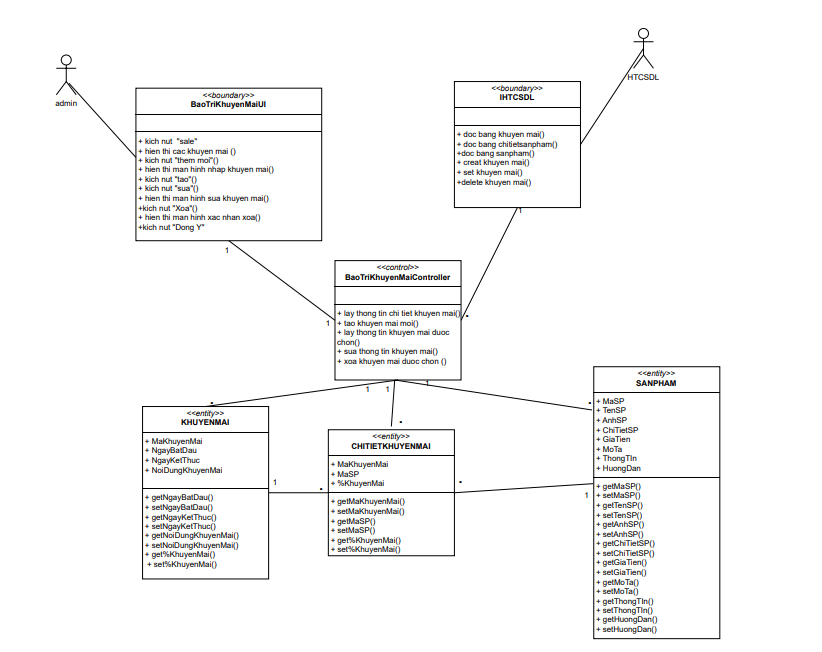 admin
HTCSDL
<<boundary>>
BaoTriKhuyenMaiUI
+ kich nut  "sale"
+ hien thi cac khuyen mai ()
+ kich nut "them moi"()
+ hien thi man hinh nhap khuyen mai()
+ kich nut "tao"()
+ kich nut "sua"()
+ hien thi man hinh sua khuyen mai()
+kich nut "Xoa"()
+ hien thi man hinh xac nhan xoa()
+kich nut "Dong Y"
1
<<boundary>>
IHTCSDL
+ doc bang khuyen mai()
+ doc bang chitietsanpham()
+doc bang sanpham()
+ creat khuyen mai()
+ set khuyen mai()
+delete khuyen mai()
1
<<control>>
BaoTriKhuyenMaiController
+ lay thong tin chi tiet khuyen mai()
+ tao khuyen mai moi()
+ lay thong tin khuyen mai duoc
chon()
+ sua thong tin khuyen mai()
+ xoa khuyen mai duoc chon ()
1
*
1
1
1
*
<<entity>>
KHUYENMAI
+ MaKhuyenMai
+ NgayBatDau
+ NgayKetThuc
+ NoiDungKhuyenMai
+ getNgayBatDau()
+ setNgayBatDau()
+ getNgayKetThuc()
+ setNgayKetThuc()
+ getNoiDungKhuyenMai()
+ setNoiDungKhuyenMai()
+ get%KhuyenMai()
+ set%KhuyenMai()
1
*
*
<<entity>>
CHITIETKHUYENMAI
+ MaKhuyenMai
+ MaSP
+ %KhuyenMai
+ getMaKhuyenMai()
+ setMaKhuyenMai()
+ getMaSP()
+ setMaSP()
+ get%KhuyenMai()
+ set%KhuyenMai()
*
1
*
<<entity>>
SANPHAM
+ MaSP
+ TenSP
+ AnhSP
+ ChiTietSP
+ GiaTien
+ MoTa
+ ThongTIn
+ HuongDan
+ getMaSP()
+ setMaSP()
+ getTenSP()
+ setTenSP()
+ getAnhSP()
+ setAnhSP()
+ getChiTietSP()
+ setChiTietSP()
+ getGiaTien()
+ setGiaTien()
+ getMoTa()
+ setMoTa()
+ getThongTIn()
+ setThongTIn()
+ getHuongDan()
+ setHuongDan()